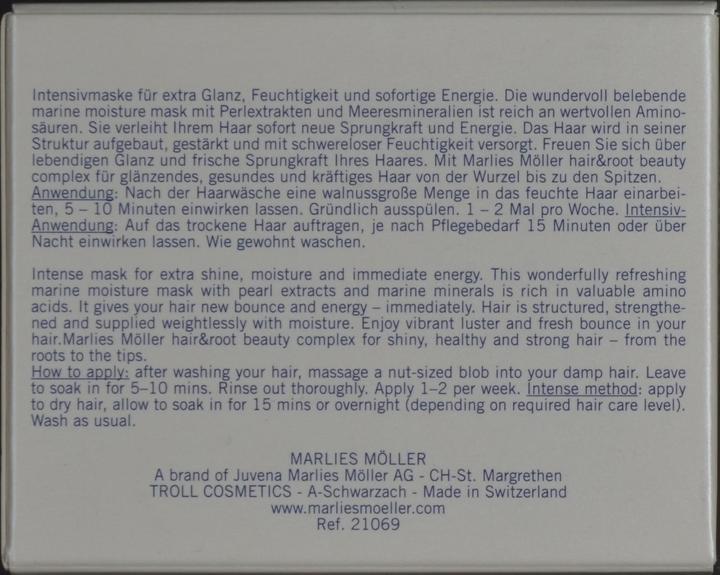 Intensivmaske für extra Glanz, Feuchtigkeit und sofortige Energie. Die wundervoll belebende
marine moisture mask mit Perlextrakten und Meeresmineralien ist reich an wertvollen Amino-
säuren. Sie verleiht Ihrem Haar sofort neue Sprungkraft und Energie. Das Haar wird in seiner
Struktur aufgebaut, gestärkt und mit schwereloser Feuchtigkeit versorgt. Freuen Sie sich über
lebendigen Glanz und frische Sprungkraft Ihres Haares. Mit Marlies Möller hair&root beauty
complex für glänzendes, gesundes und kräftiges Haar von der Wurzel bis zu den Spitzen.
Anwendung: Nach der Haarwäsche eine walnussgroße Menge in das feuchte Haar einarbei-
ten, 5 – 10 Minuten einwirken lassen. Gründlich ausspülen. 1 – 2 Mal pro Woche. Intensiv-
Anwendung: Auf das trockene Haar auftragen, je nach Pflegebedarf 15 Minuten oder über
Nacht einwirken lassen. Wie gewohnt waschen.
Intense mask for extra shine, moisture and immediate energy. This wonderfully refreshing
marine moisture mask with pearl extracts and marine minerals is rich in valuable amino
acids. It gives your hair new bounce and energy – immediately. Hair is structured, strengthe-
ned and supplied weightlessly with moisture. Enjoy vibrant luster and fresh bounce in your
hair.Marlies Möller hair&root beauty complex for shiny, healthy and strong hair – from the
roots to the tips.
How to apply: after washing your hair, massage a nut-sized blob into your damp hair. Leave
to soak in for 5–10 mins. Rinse out thoroughly. Apply 1–2 per week. Intense method: apply
to dry hair, allow to soak in for 15 mins or overnight (depending on required hair care level).
Wash as usual.
MARLIES MÖLLER
A brand of Juvena Marlies Möller AG - CH-St. Margrethen
TROLL COSMETICS - A-Schwarzach - Made in Switzerland
www.marliesmoeller.com
Ref. 21069